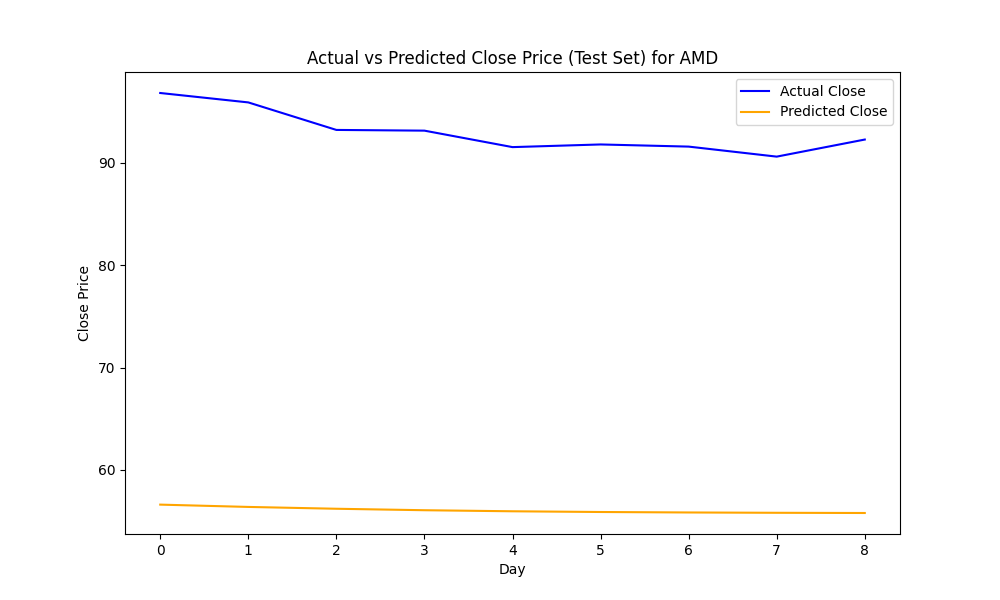 Actual vs Predicted Close Price (Test Set) for AMD
Actual Close
Predicted Close
Close Price
90
80
70
60
0 1 2 3 4 5 6 7 8
Day